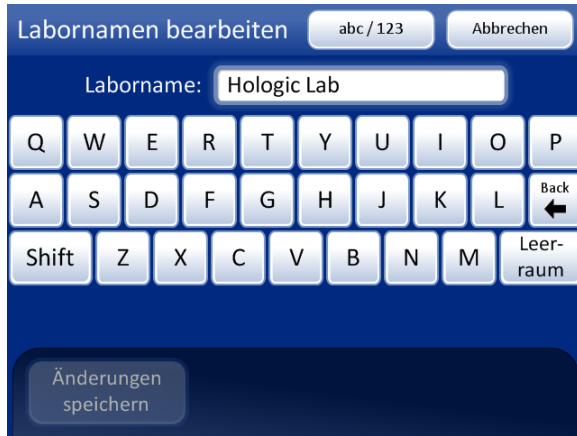 Labornamen bearbeiten abc / 123 Abbrechen
Laborname: Hologic Lab
Q W E R T Y U I O P
A S D F G H J K L Back
Shift Z X C V B N M Leer-
raum
Änderungen
speichern